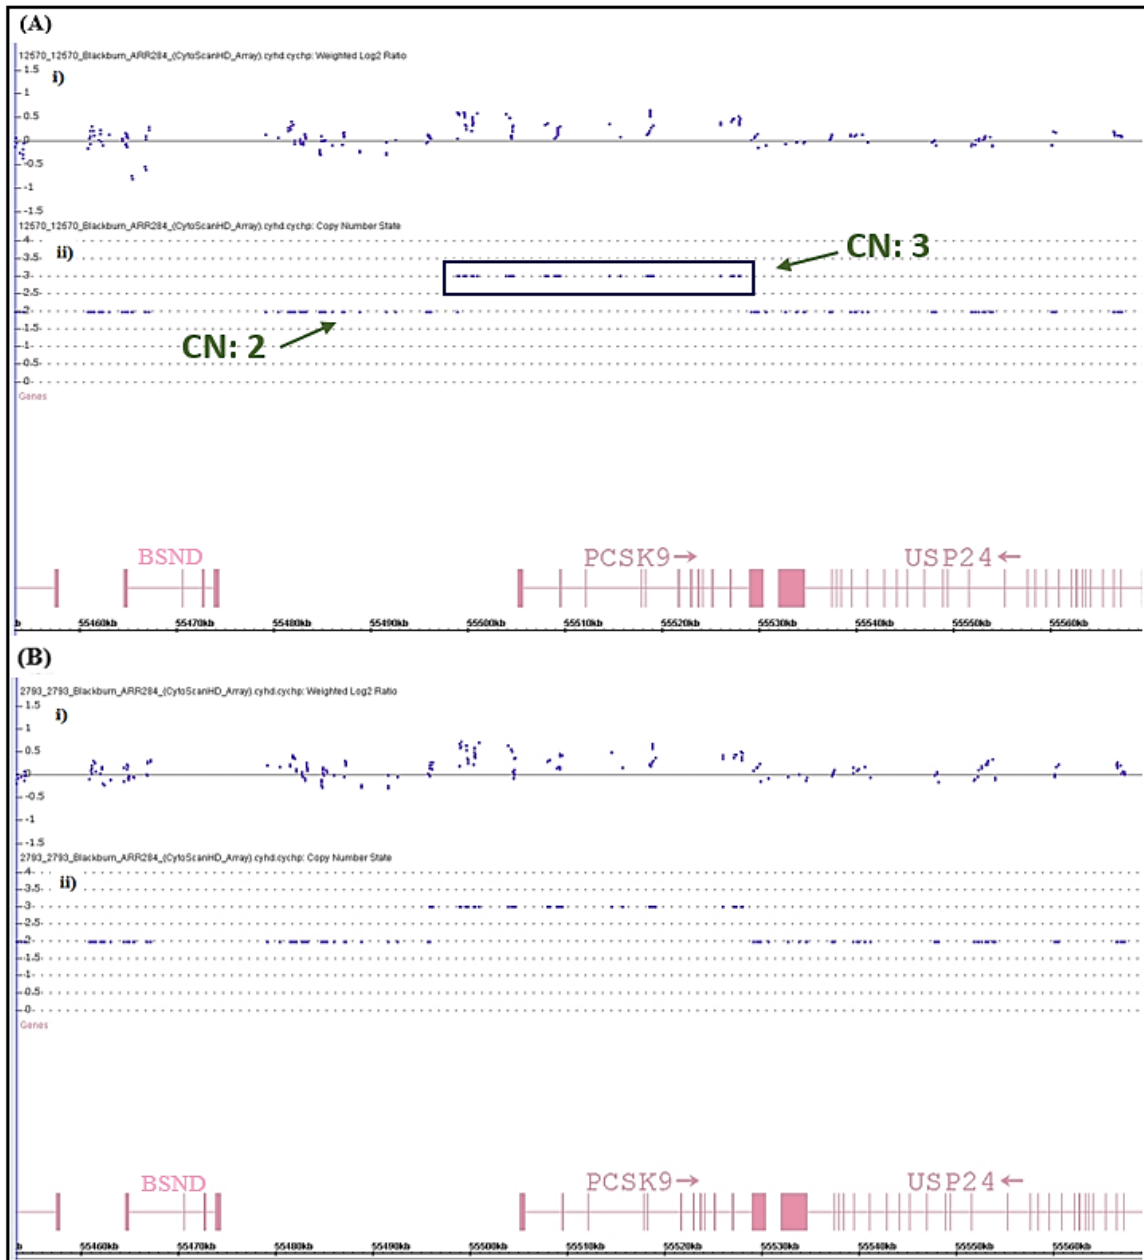 (A)
12570_12570_Blackburn_ARR284_(CytoScanHD_Array).cyhd.cychp: Weighted Log2 Ratio
i)
1.5
1
0.5
0
-0.5
-1
-1.5
12570_12570_Blackburn_ARR284_(CytoScanHD_Array).cyhd.cychp: Copy Number State
ii)
4
3.5
3
2.5
2
1.5
1
0.5
0
CN: 3
CN: 2
Genes
BSND PCSK9→ USP24←
b 55460kb 55470kb 55480kb 55490kb 55500kb 55510kb 55520kb 55530kb 55540kb 55550kb 55560kb
(B)
2793_2793_Blackburn_ARR284_(CytoScanHD_Array).cyhd.cychp: Weighted Log2 Ratio
i)
1.5
1
0.5
0
-0.5
-1
-1.5
2793_2793_Blackburn_ARR284_(CytoScanHD_Array).cyhd.cychp: Copy Number State
ii)
4
3.5
3
2.5
2
1.5
1
0.5
0
Genes
BSND PCSK9→ USP24←
b 55460kb 55470kb 55480kb 55490kb 55500kb 55510kb 55520kb 55530kb 55540kb 55550kb 55560kb